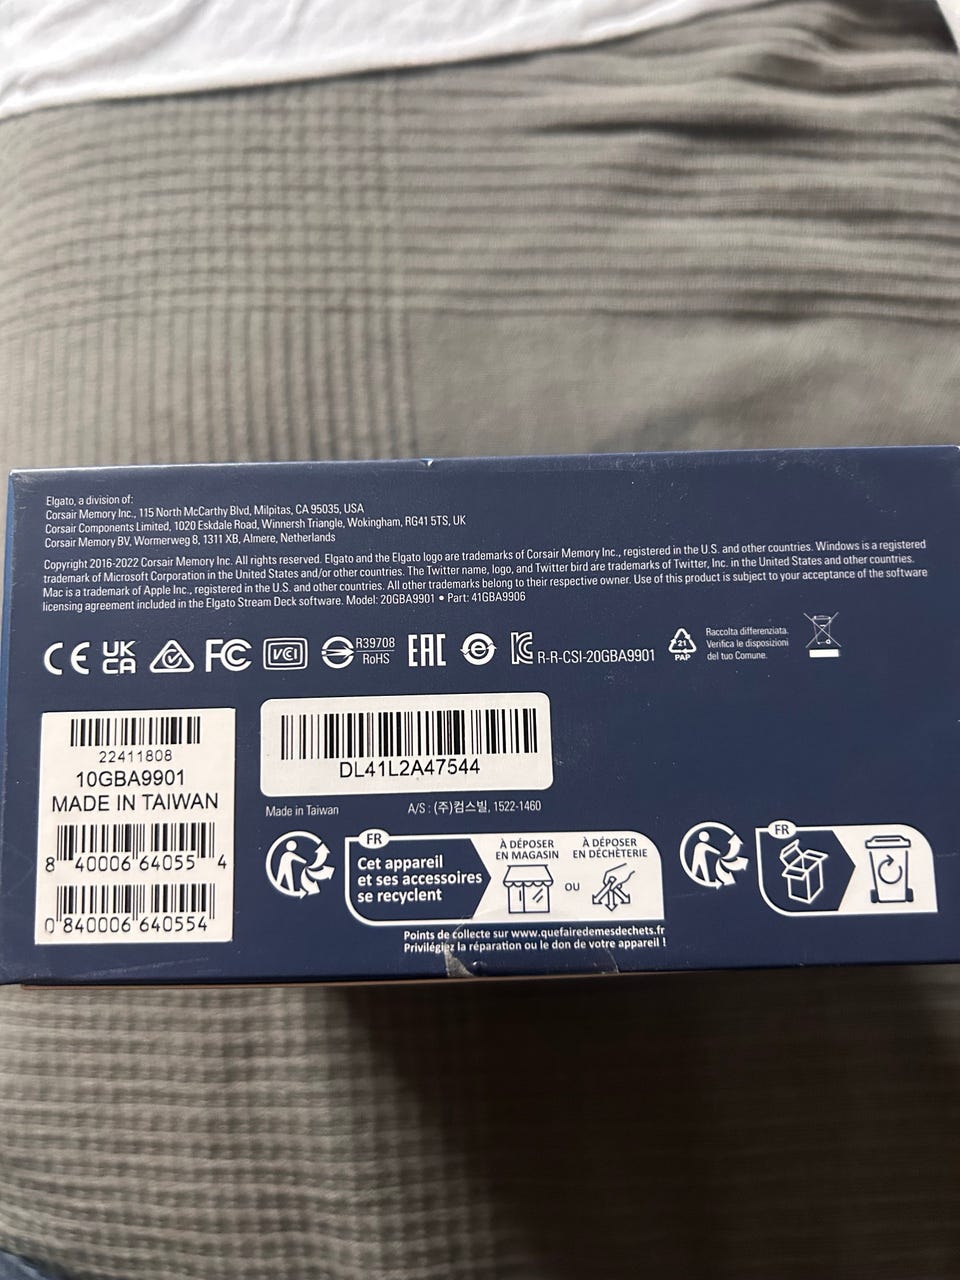 Elgato, a division of:
Corsair Memory Inc., 115 North McCarthy Blvd, Milpitas, CA 95035, USA
Corsair Components Limited, 1020 Eskdale Road, Winnersh Triangle, Wokingham, RG41 5TS, UK
Corsair Memory BV, Wormerweg 8, 1311 XB, Almere, Netherlands
Copyright 2016-2022 Corsair Memory Inc. All rights reserved. Elgato and the Elgato logo are trademarks of Corsair Memory Inc., registered in the U.S. and other countries. Windows is a registered
trademark of Microsoft Corporation in the United States and/or other countries. The Twitter name, logo, and Twitter bird are trademarks of Twitter, Inc. in the United States and other countries.
Mac is a trademark of Apple Inc., registered in the U.S. and other countries. All other trademarks belong to their respective owner. Use of this product is subject to your acceptance of the software
licensing agreement included in the Elgato Stream Deck software. Model: 20GBA9901 • Part: 41GBA9906
CE UK CA FC VCI R39708 RoHS EAC R-R-CSI-20GBA9901
21
PAP
Raccolta differenziata.
Verifica le disposizioni
del tuo Comune.
22411808
10GBA9901
MADE IN TAIWAN
8 40006 64055 4
0 840006 640554
DL41L2A47544
Made in Taiwan
A/S : (주)컴스빌, 1522-1460
FR
Cet appareil
et ses accessoires
se recyclent
À DÉPOSER
EN MAGASIN
OU
À DÉPOSER
EN DÉCHÈTERIE
Points de collecte sur www.quefairedemesdechets.fr
Privilégiez la réparation ou le don de votre appareil !
FR